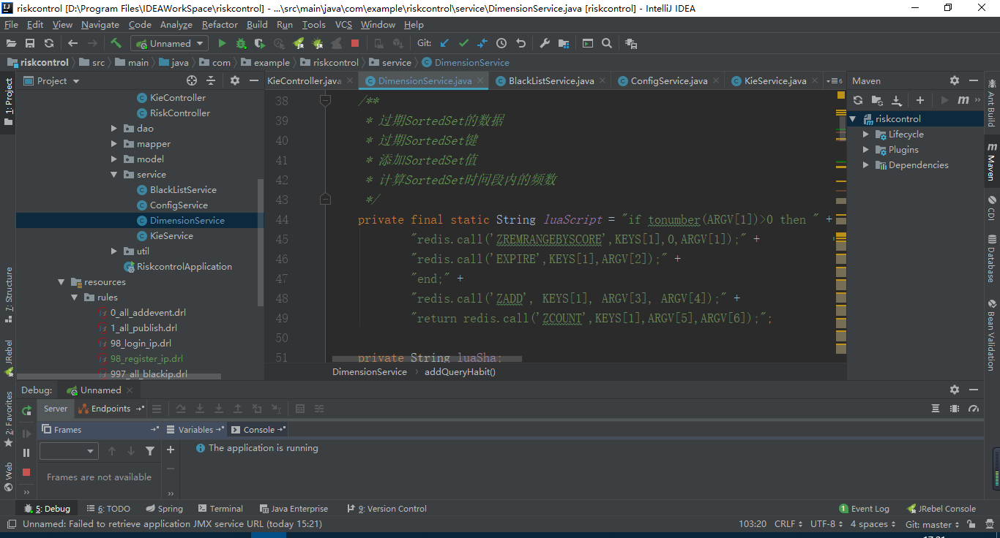 riskcontrol [D:\Program Files\IDEAWorkSpace\riskcontrol] - ...\src\main\java\com\example\riskcontrol\service\DimensionService.java [riskcontrol] - IntelliJ IDEA
File Edit View Navigate Code Analyze Refactor Build Run Tools VCS Window Help
Unnamed Git:
riskcontrol src main java com example riskcontrol service DimensionService
1: Project
Project
KieController
RiskController
dao
mapper
model
service
BlackListService
ConfigService
DimensionService
KieService
util
RiskcontrolApplication
resources
rules
0_all_addevent.drl
1_all_publish.drl
98_login_ip.drl
98_register_ip.drl
997_all_blackip.drl
KieController.java DimensionService.java BlackListService.java ConfigService.java KieService.java 6
38 /**
39 * 过期SortedSet的数据
40 * 过期SortedSet键
41 * 添加SortedSet值
42 * 计算SortedSet时间段内的频数
43 */
44 private final static String luaScript = "if tonumber(ARGV[1])>0 then " +
45 "redis.call('ZREMRANGEBYSCORE',KEYS[1],0,ARGV[1]);" +
46 "redis.call('EXPIRE',KEYS[1],ARGV[2]);" +
47 "end;" +
48 "redis.call('ZADD', KEYS[1], ARGV[3], ARGV[4]);" +
49 "return redis.call('ZCOUNT',KEYS[1],ARGV[5],ARGV[6]);";
50
51 private String luaSha;
DimensionService addQueryHabit()
Maven
riskcontrol
Lifecycle
Plugins
Dependencies
Ant Build
Maven
CDI
Database
Bean Validation
7: Structure
JRebel
2: Favorites
Web
Debug: Unnamed
Server Endpoints
Frames Variables Console
The application is running
Frames are not available
5: Debug 6: TODO Spring Terminal Java Enterprise 9: Version Control 1 Event Log JRebel Console
Unnamed: Failed to retrieve application JMX service URL (today 15:21) 103:20 CRLF UTF-8 4 spaces Git: master